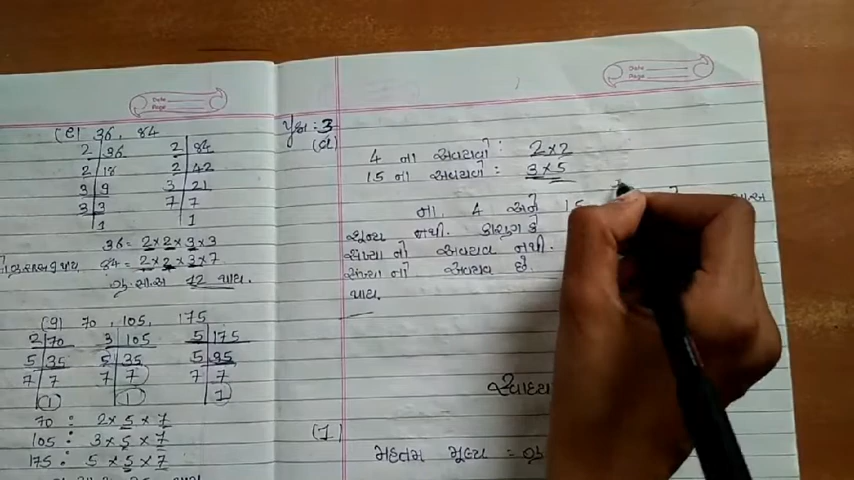 (૯) 36, 84
2 | 36 2 | 84
2 | 18 2 | 42
3 | 9 3 | 21
3 | 3 7 | 7
1 1
36 = 2×2×3×3
84 = 2×2×3×7
ગુ.સા.અ 12 થાય.
70, 105, 175
2 | 70 3 | 105 5 | 175
5 | 35 5 | 35 5 | 35
7 | 7 7 | 7 7 | 7
1 1 1
70 : 2×5×7
105 : 3×5×7
175 : 5×5×7
Date
Page
પ્રશ્ન : 3
4 ના અવયવો : 2×2
15 ના અવયવો : 3×5
ના. 4 અને 15
શૂન્ય નથી. કારણ કે
સંખ્યા નો અવયવ નથી.
સંખ્યા નો અવયવ છે.
થાય.
સ્વાધ્યા
(1)
મહત્તમ મૂલ્ય =